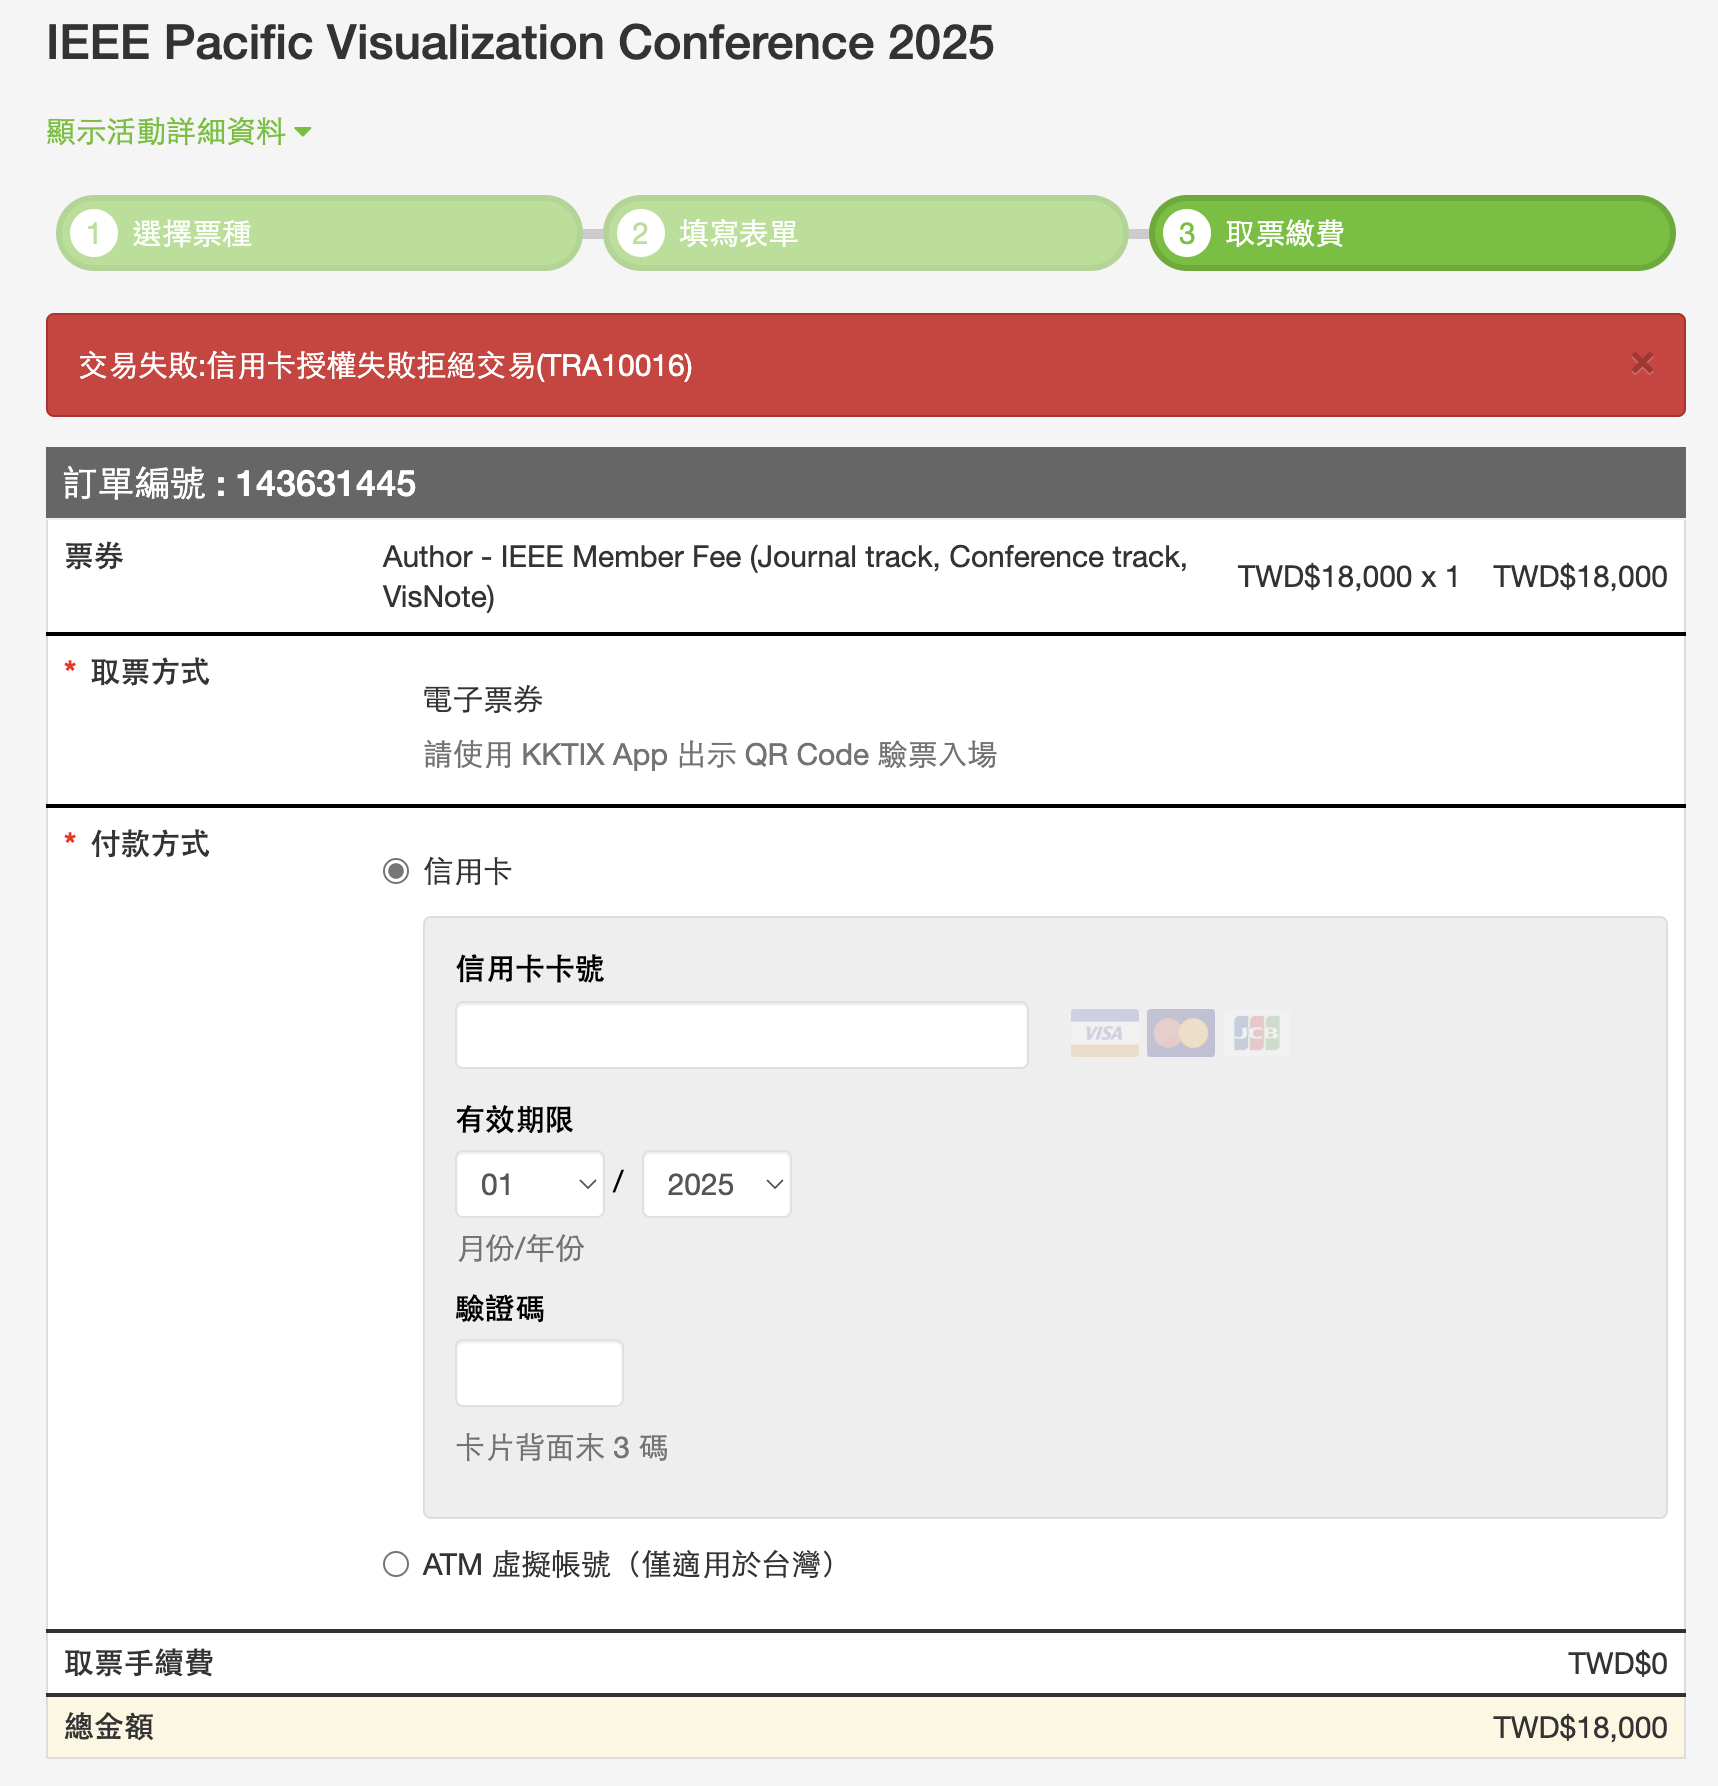 IEEE Pacific Visualization Conference 2025
顯示活動詳細資料
1 選擇票種
2 填寫表單
3 取票繳費
交易失敗:信用卡授權失敗拒絕交易(TRA10016)
×
訂單編號 : 143631445
票券
Author - IEEE Member Fee (Journal track, Conference track,
VisNote)
TWD$18,000 x 1
TWD$18,000
* 取票方式
電子票券
請使用 KKTIX App 出示 QR Code 驗票入場
* 付款方式
信用卡
信用卡卡號
VISA
JCB
有效期限
01 / 2025
月份/年份
驗證碼
卡片背面末 3 碼
ATM 虛擬帳號（僅適用於台灣）
取票手續費
TWD$0
總金額
TWD$18,000